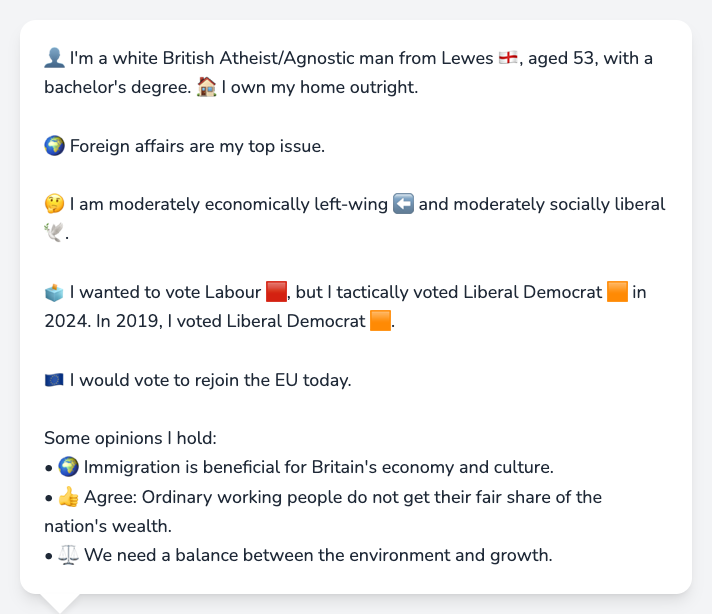 👤 I'm a white British Atheist/Agnostic man from Lewes 🏴󠁧󠁢󠁥󠁮󠁧󠁿, aged 53, with a
bachelor's degree. 🏠 I own my home outright.
🌍 Foreign affairs are my top issue.
🤔 I am moderately economically left-wing ⬅️ and moderately socially liberal
🕊️.
🗳️ I wanted to vote Labour 🟥, but I tactically voted Liberal Democrat 🟧 in
2024. In 2019, I voted Liberal Democrat 🟧.
🇪🇺 I would vote to rejoin the EU today.
Some opinions I hold:
• 🌍 Immigration is beneficial for Britain's economy and culture.
• 👍 Agree: Ordinary working people do not get their fair share of the
nation's wealth.
• ⚖️ We need a balance between the environment and growth.